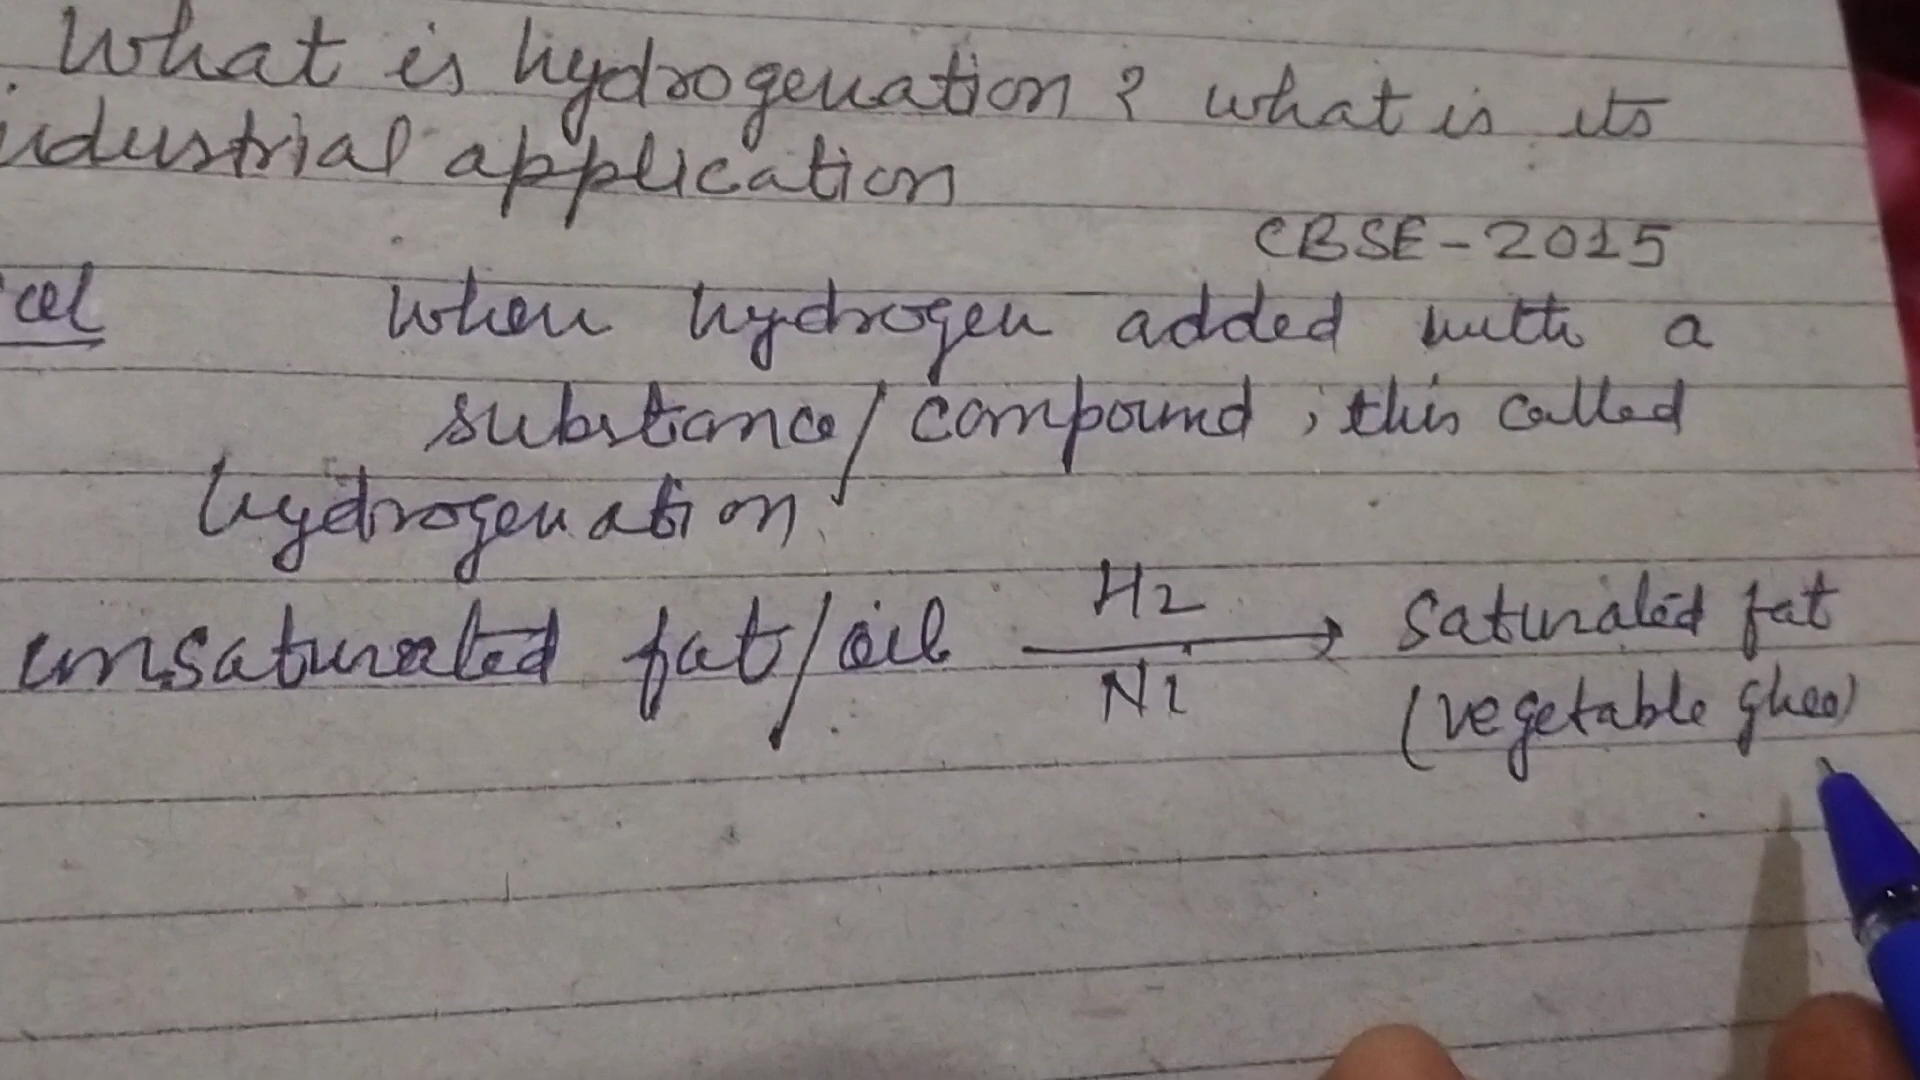 What is hydrogenation ? what is its
industrial application
CBSE-2015
when hydrogen added with a
substance/compound, this called
hydrogenation
unsaturated fat/oil H2 → saturated fat
Ni (vegetable ghee)